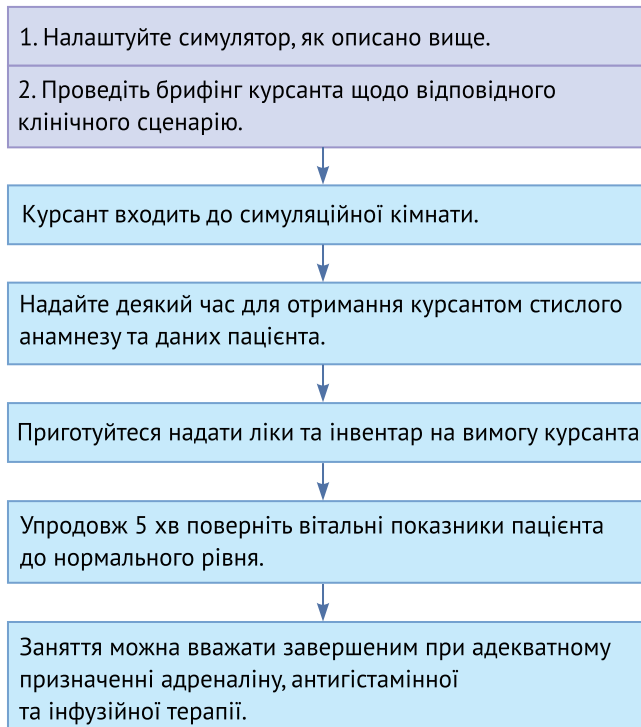 1. Налаштуйте симулятор, як описано вище.
2. Проведіть брифінг курсанта щодо відповідного
клінічного сценарію.
Курсант входить до симуляційної кімнати.
Надайте деякий час для отримання курсантом стислого
анамнезу та даних пацієнта.
Приготуйтеся надати ліки та інвентар на вимогу курсанта
Упродовж 5 хв поверніть вітальні показники пацієнта
до нормального рівня.
Заняття можна вважати завершеним при адекватному
призначенні адреналіну, антигістамінної
та інфузійної терапії.